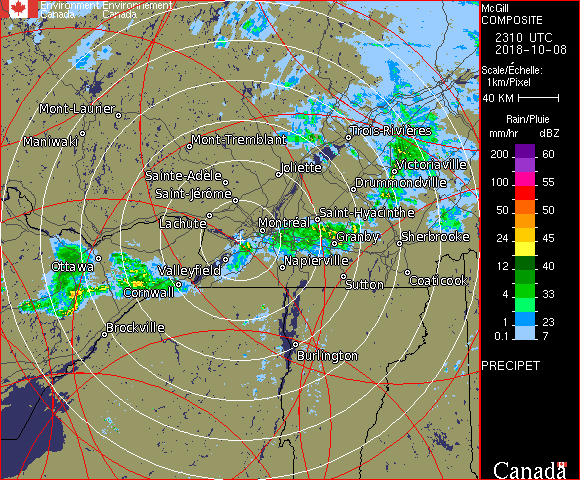 Environment Environnement
Canada Canada
McGill
COMPOSITE
2310 UTC
2018-10-08
Scale/Échelle:
1km/Pixel
40 KM
Rain/Pluie
mm/hr dBZ
200 60
100 55
50 50
24 45
12 40
4 33
1 23
0.1 7
PRECIPET
Canada
Mont-Laurier
Maniwaki
Mont-Tremblant
Trois-Rivières
Victoriaville
Sainte-Adèle
Joliette
Drummondville
Saint-Jérôme
Lachute
Montréal
Saint-Hyacinthe
Granby
Sherbrooke
Ottawa
Valleyfield
Napierville
Cornwall
Sutton
Coaticook
Brockville
Burlington